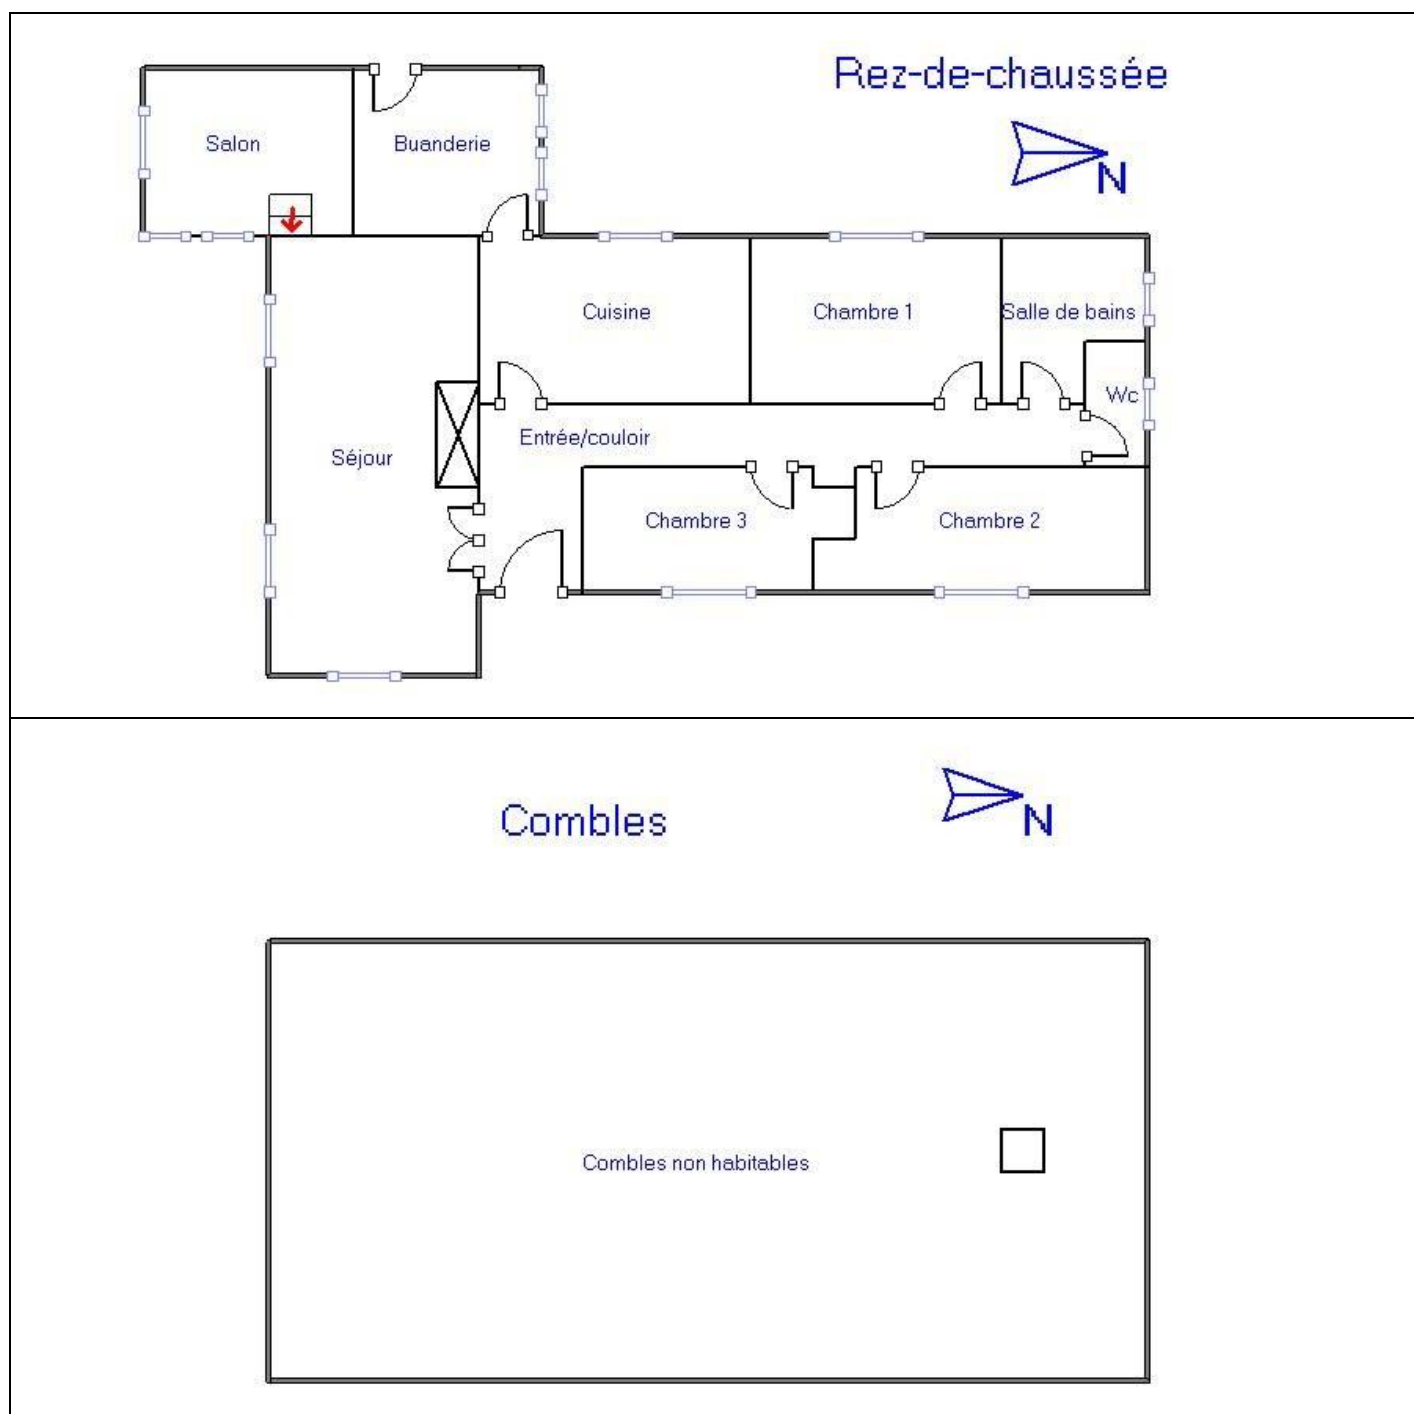 Rez-de-chaussée
N
Salon
Buanderie
Cuisine
Chambre 1
Salle de bains
Wc
Entrée/couloir
Séjour
Chambre 3
Chambre 2
Combles
N
Combles non habitables